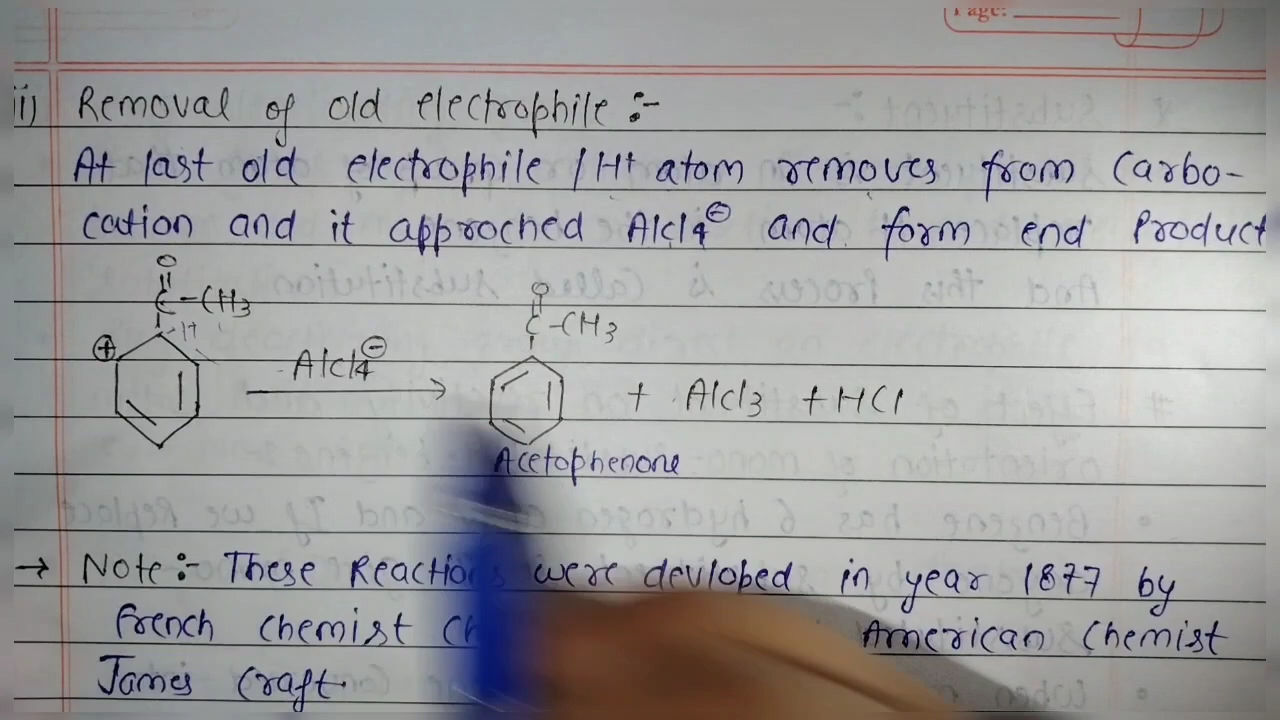 Page:
ii) Removal of old electrophile :-
At last old electrophile / H+ atom removes from Carbo-
cation and it approched AlCl4⊖ and form end Product
O
C-CH3
H
⊕
AlCl4⊖
O
C-CH3
+ AlCl3 + HCl
Acetophenone
→ Note:- These Reactions were devloped in year 1877 by
French Chemist American Chemist
James Craft.